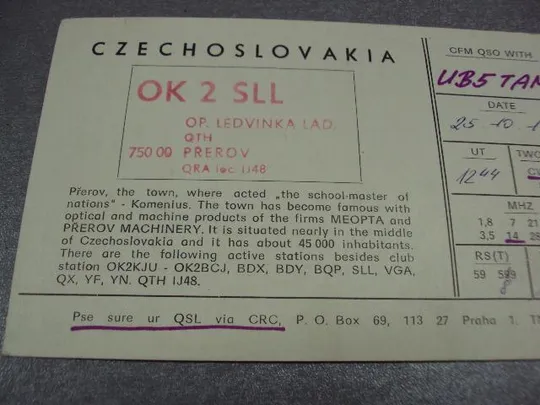 CZECHOSLOVAKIA
OK 2 SLL
OP. LEDVINKA LAD.
QTH
750 00 PŘEROV
QRA loc IJ48
Přerov, the town, where acted „the school-master of
nations" - Komenius. The town has become famous with
optical and machine products of the firms MEOPTA and
PŘEROV MACHINERY. It is situated nearly in the middle
of Czechoslovakia and it has about 45 000 inhabitants.
There are the following active stations besides club
station OK2KJU - OK2BCJ, BDX, BDY, BQP, SLL, VGA,
QX, YF, YN. QTH IJ48.
Pse sure ur QSL via CRC, P. O. Box 69, 113 27 Praha 1.
CFM QSO WITH
UB5TAM
DATE
25 10
UT
1244
MHZ
1,8 7 21
3,5 14 28
RS(T)
59